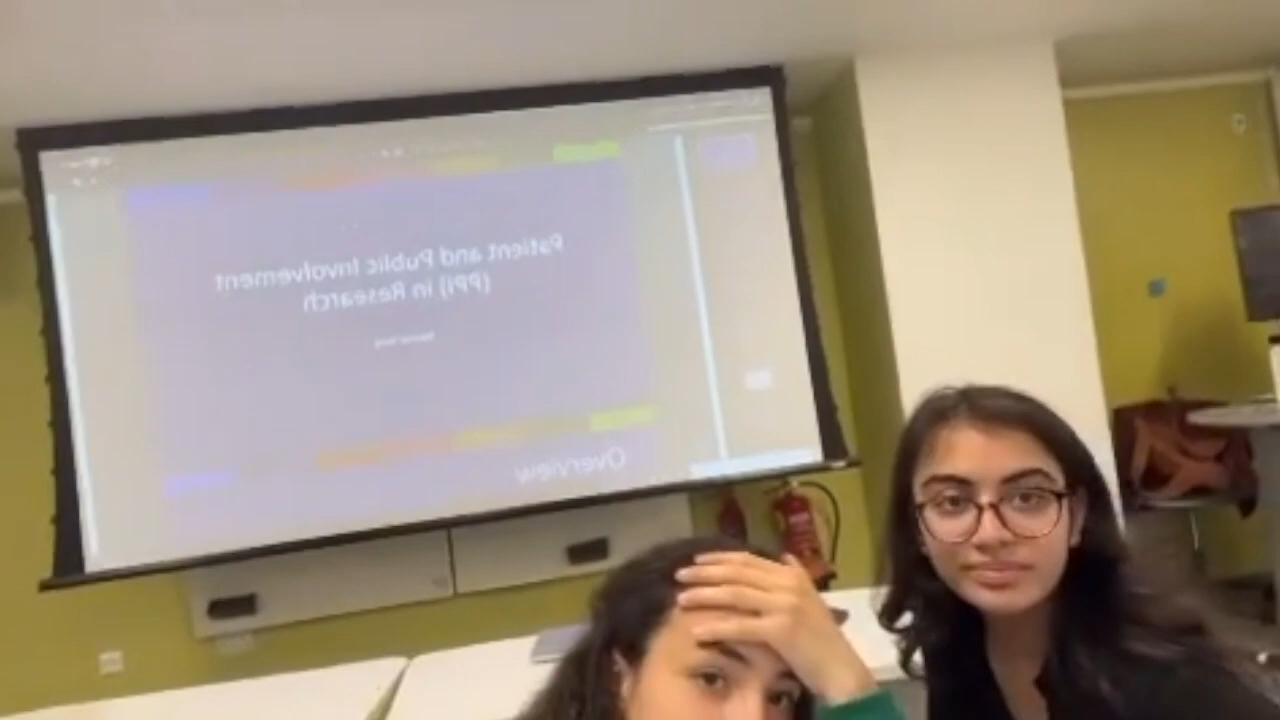 Patient and Public Involvement
(PPI) in Research
Overview